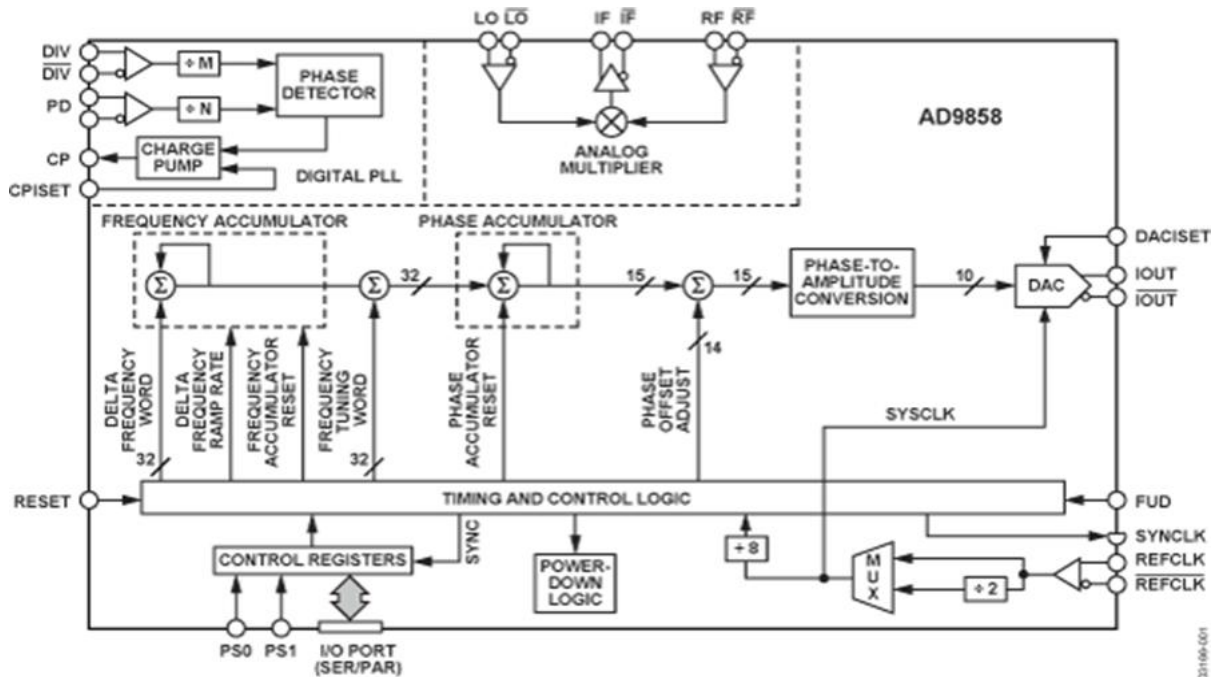 LO LO IF IF RF RF
DIV
DIV
PD
CP
CPISET
÷ M
÷ N
PHASE
DETECTOR
CHARGE
PUMP
DIGITAL PLL
ANALOG
MULTIPLIER
AD9858
FREQUENCY ACCUMULATOR
PHASE ACCUMULATOR
Σ
Σ
32
Σ
15
Σ
15
PHASE-TO-
AMPLITUDE
CONVERSION
10
DAC
DACISET
IOUT
IOUT
DELTA
FREQUENCY
WORD
32
DELTA
FREQUENCY
RAMP RATE
FREQUENCY
ACCUMULATOR
RESET
FREQUENCY
TUNING
WORD
32
PHASE
ACCUMULATOR
RESET
PHASE
OFFSET
ADJUST
14
SYSCLK
RESET
TIMING AND CONTROL LOGIC
FUD
SYNCLK
REFCLK
REFCLK
CONTROL REGISTERS
SYNC
POWER-
DOWN
LOGIC
÷ 8
MUX
÷ 2
PS0
PS1
I/O PORT
(SER/PAR)
03166-001